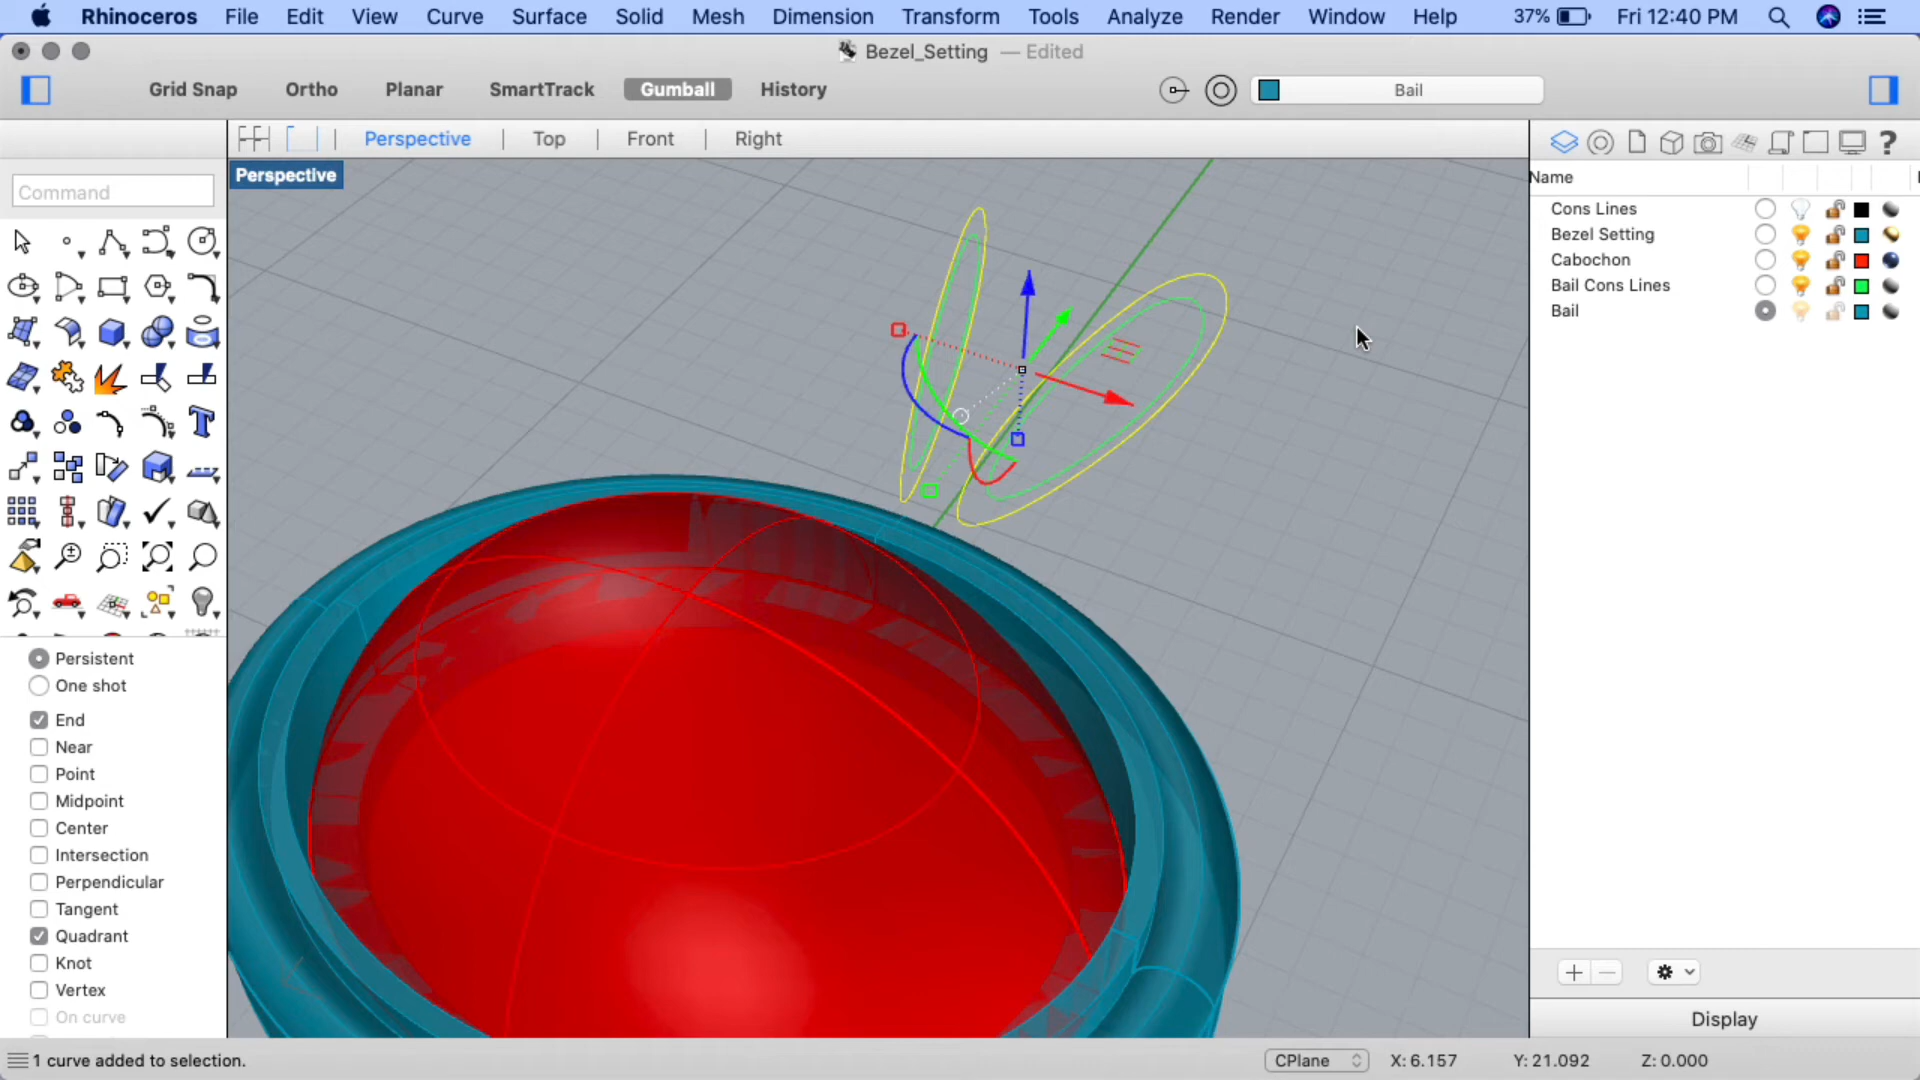 Rhinoceros File Edit View Curve Surface Solid Mesh Dimension Transform Tools Analyze Render Window Help 37% Fri 12:40 PM
Bezel_Setting — Edited
Grid Snap Ortho Planar SmartTrack Gumball History Bail
Perspective Top Front Right
Perspective
Name
Command
Cons Lines
Bezel Setting
Cabochon
Bail Cons Lines
Bail
Persistent
One shot
End
Near
Point
Midpoint
Center
Intersection
Perpendicular
Tangent
Quadrant
Knot
Vertex
On curve
Display
1 curve added to selection. CPlane X: 6.157 Y: 21.092 Z: 0.000